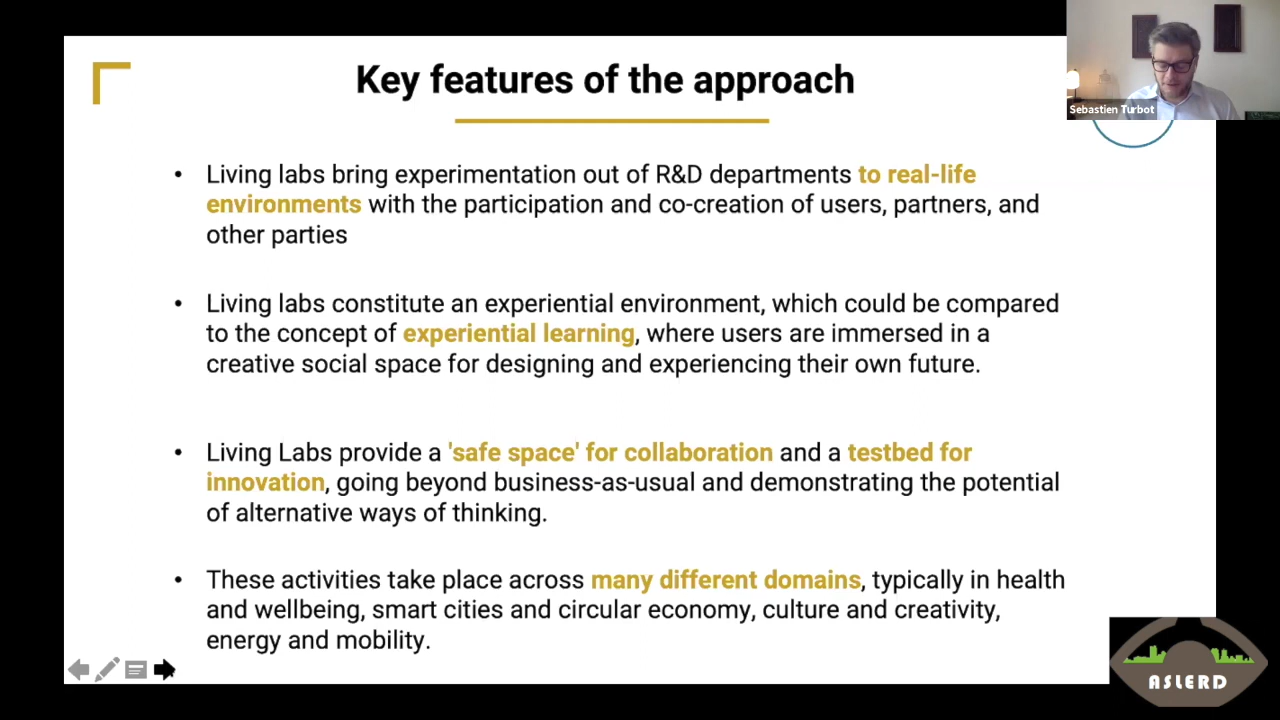 Key features of the approach
Sebastien Turbot
• Living labs bring experimentation out of R&D departments to real-life
environments with the participation and co-creation of users, partners, and
other parties
• Living labs constitute an experiential environment, which could be compared
to the concept of experiential learning, where users are immersed in a
creative social space for designing and experiencing their own future.
• Living Labs provide a 'safe space' for collaboration and a testbed for
innovation, going beyond business-as-usual and demonstrating the potential
of alternative ways of thinking.
• These activities take place across many different domains, typically in health
and wellbeing, smart cities and circular economy, culture and creativity,
energy and mobility.
ASLERD